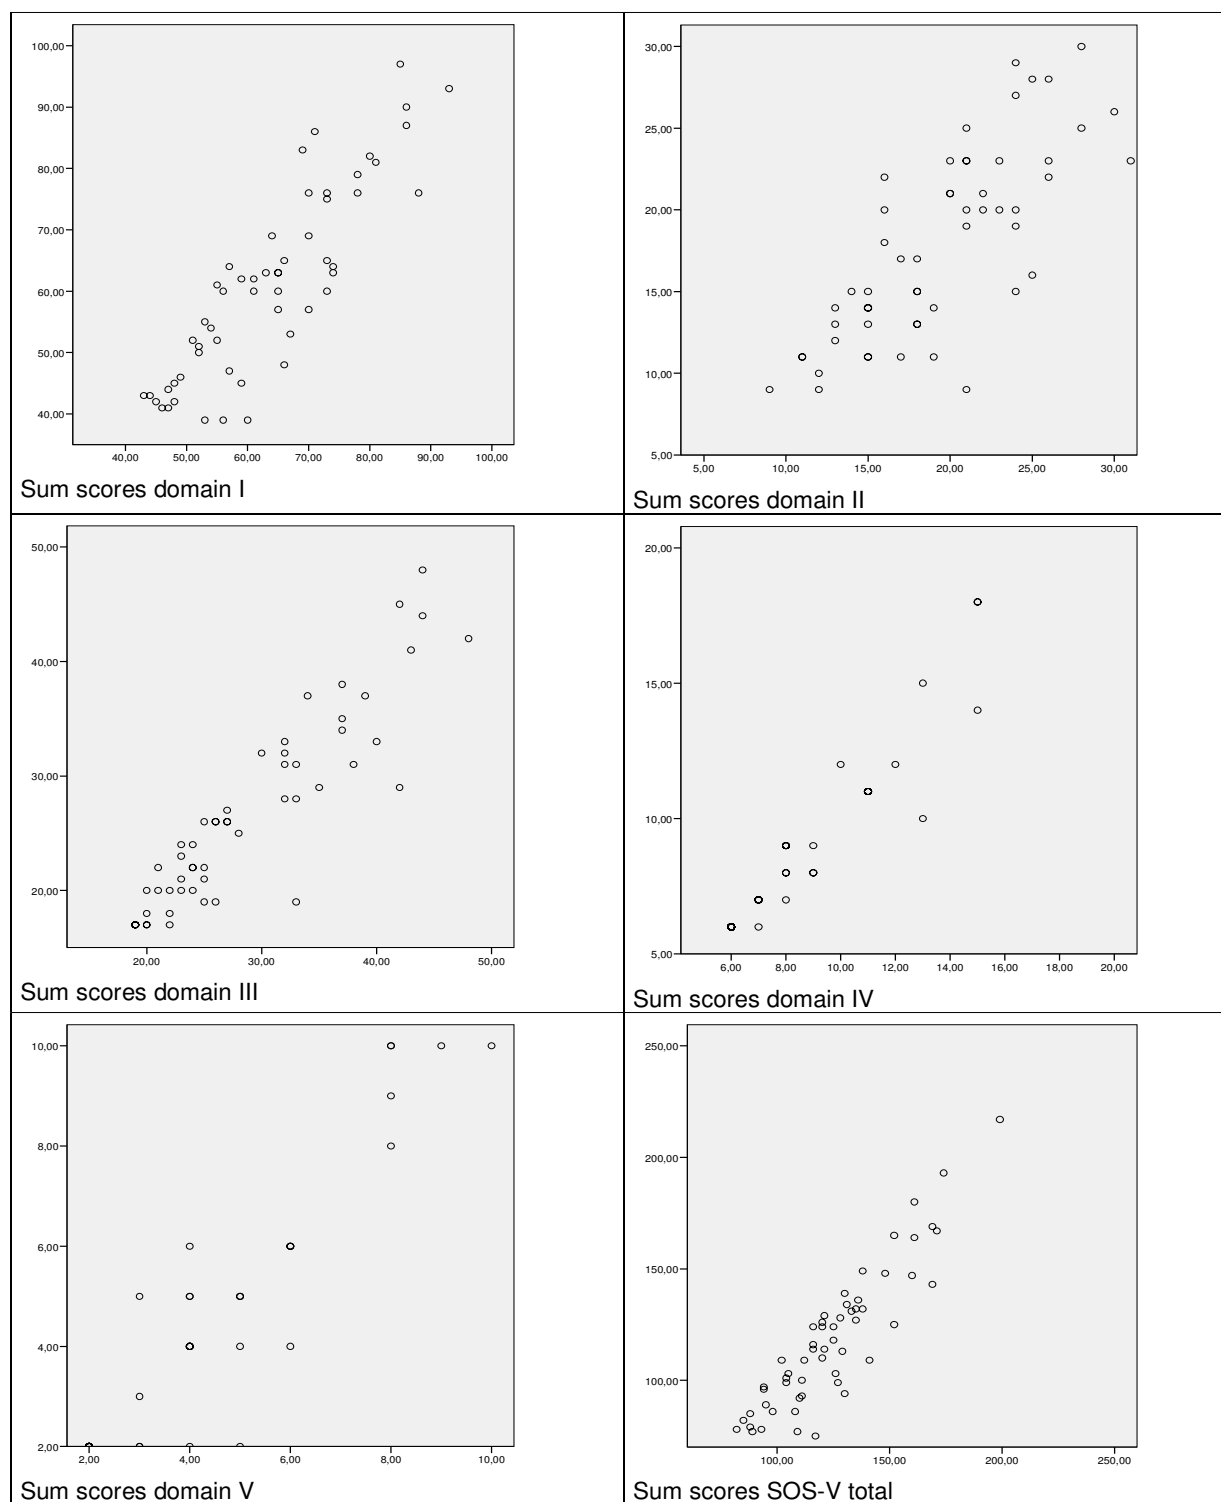 100,00
90,00
80,00
70,00
60,00
50,00
40,00
40,00 50,00 60,00 70,00 80,00 90,00 100,00
Sum scores domain I
30,00
25,00
20,00
15,00
10,00
5,00
5,00 10,00 15,00 20,00 25,00 30,00
Sum scores domain II
50,00
40,00
30,00
20,00
20,00 30,00 40,00 50,00
Sum scores domain III
20,00
15,00
10,00
5,00
6,00 8,00 10,00 12,00 14,00 16,00 18,00 20,00
Sum scores domain IV
10,00
8,00
6,00
4,00
2,00
2,00 4,00 6,00 8,00 10,00
Sum scores domain V
250,00
200,00
150,00
100,00
100,00 150,00 200,00 250,00
Sum scores SOS-V total